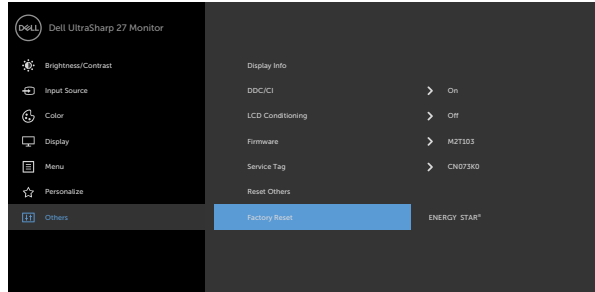 DELL Dell UltraSharp 27 Monitor
Brightness/Contrast Display Info
Input Source DDC/CI On
Color LCD Conditioning Off
Display Firmware M2T103
Menu Service Tag CN073K0
Personalize Reset Others
Others Factory Reset ENERGY STAR®